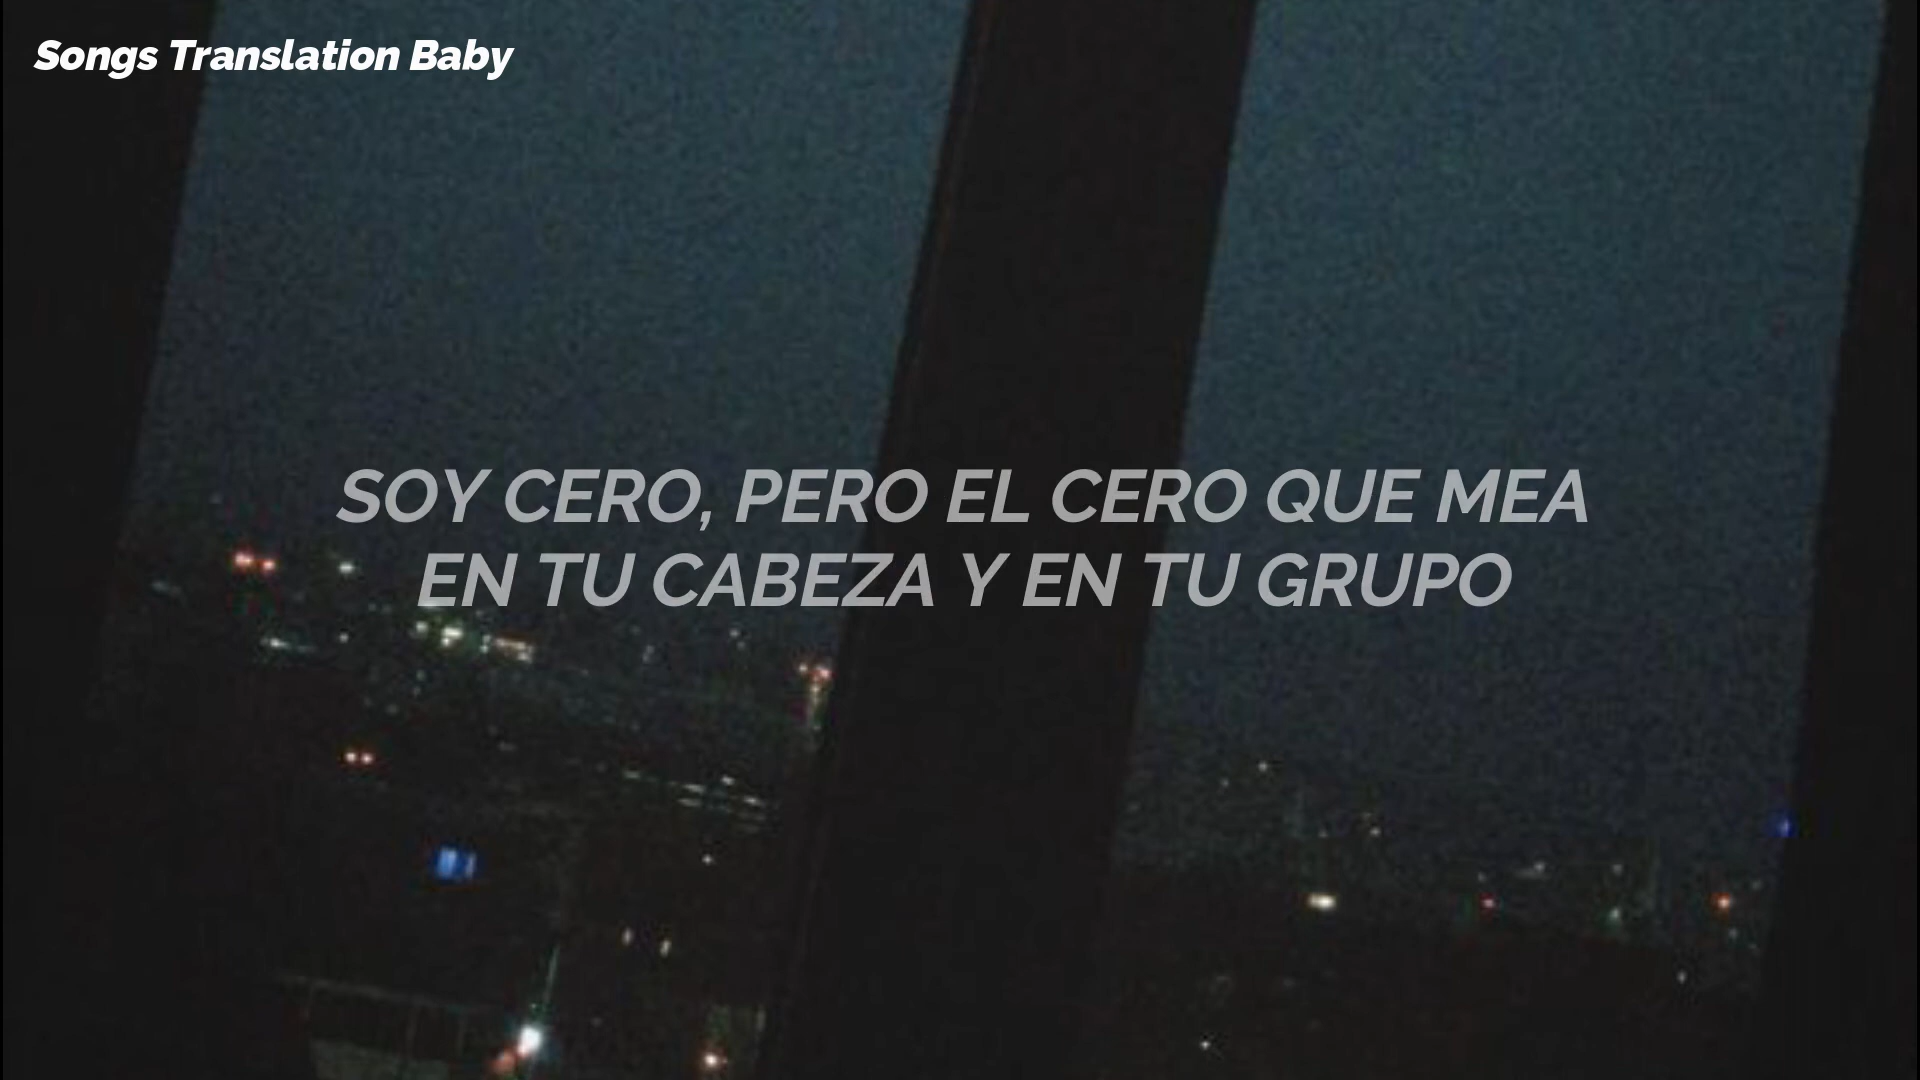 Songs Translation Baby
SOY CERO, PERO EL CERO QUE MEA
EN TU CABEZA Y EN TU GRUPO